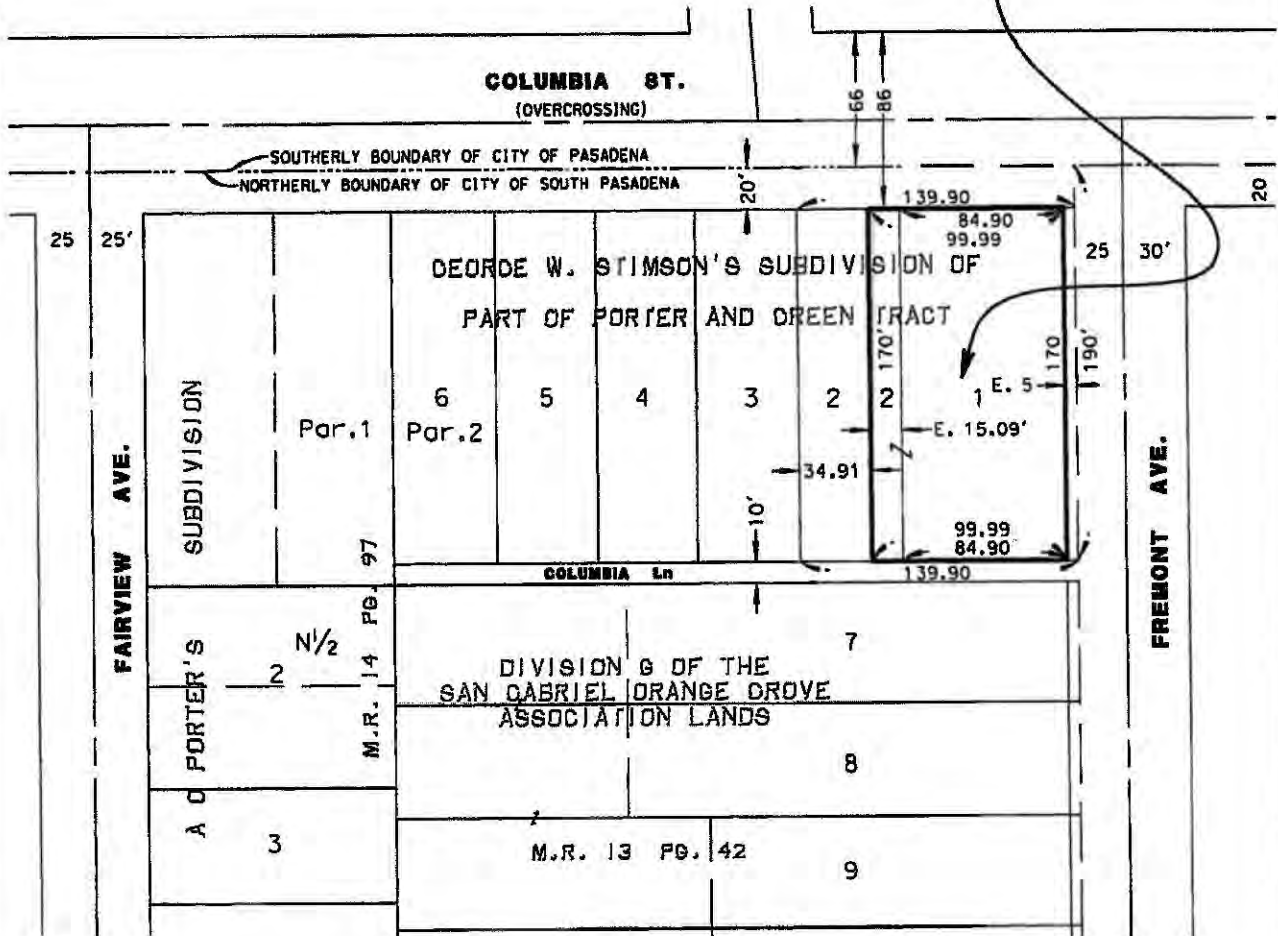 COLUMBIA ST.
(OVERCROSSING)
66
86
SOUTHERLY BOUNDARY OF CITY OF PASADENA
NORTHERLY BOUNDARY OF CITY OF SOUTH PASADENA
20'
20
139.90
84.90
99.99
25
25'
25
30'
DEORDE W. STIMSON'S SUBDIVISION OF
PART OF PORTER AND OREEN TRACT
170'
170
190'
E. 5
6
5
4
3
2
2
1
Par.1
Par.2
E. 15.09'
34.91
10'
FAIRVIEW AVE.
SUBDIVISION
A O PORTER'S
M.R. 14 PG. 97
FREMONT AVE.
99.99
84.90
139.90
COLUMBIA Ln
N1/2
2
3
7
DIVISION G OF THE
SAN GABRIEL ORANGE OROVE
ASSOCIATION LANDS
8
M.R. 13 PG. 42
9